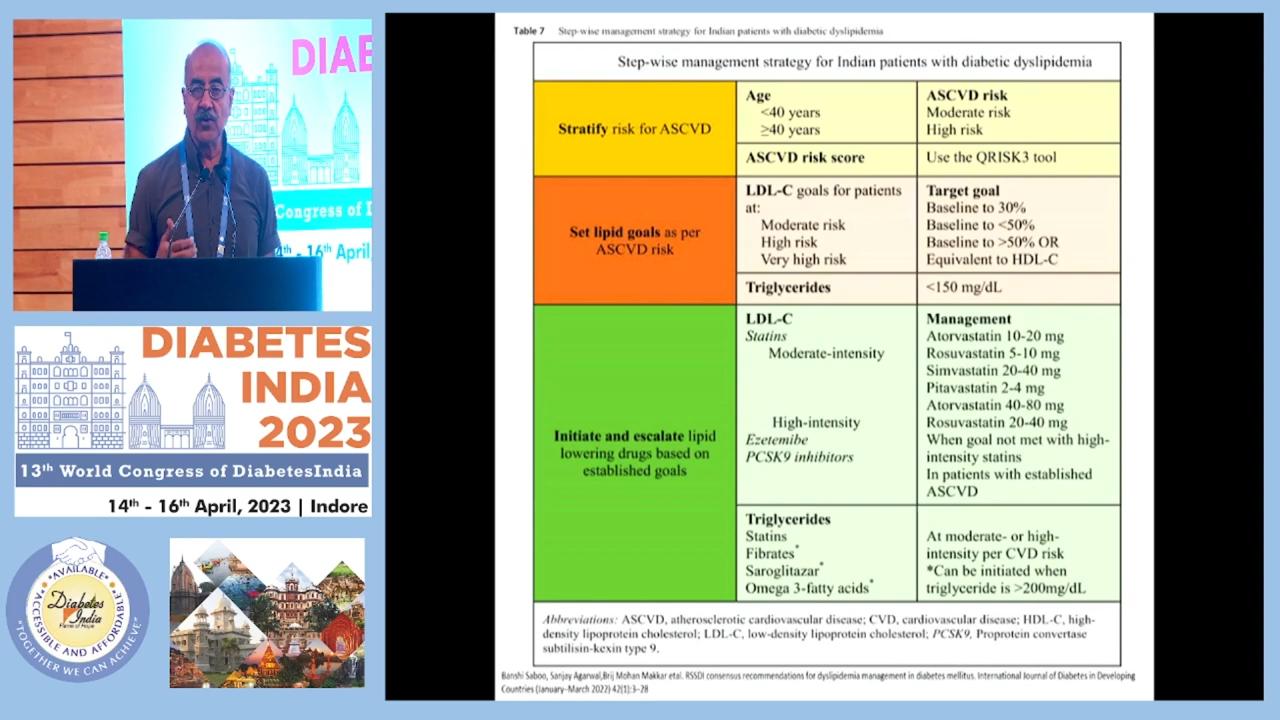 DIAE
Congress of I
4th - 16th April,
DIABETES
INDIA
2023
13th World Congress of DiabetesIndia
14th - 16th April, 2023 | Indore
*AVAILABLE*
"ACCESSIBLE AND AFFORDABLE"
Diabetes
India
Flame of Hope
"TOGETHER WE CAN ACHIEVE"
Table 7 Step-wise management strategy for Indian patients with diabetic dyslipidemia
Step-wise management strategy for Indian patients with diabetic dyslipidemia
Stratify risk for ASCVD
Age
<40 years
≥40 years
ASCVD risk
Moderate risk
High risk
ASCVD risk score
Use the QRISK3 tool
Set lipid goals as per
ASCVD risk
LDL-C goals for patients
at:
Moderate risk
High risk
Very high risk
Target goal
Baseline to 30%
Baseline to <50%
Baseline to >50% OR
Equivalent to HDL-C
Triglycerides
<150 mg/dL
Initiate and escalate lipid
lowering drugs based on
established goals
LDL-C
Statins
Moderate-intensity
High-intensity
Ezetemibe
PCSK9 inhibitors
Management
Atorvastatin 10-20 mg
Rosuvastatin 5-10 mg
Simvastatin 20-40 mg
Pitavastatin 2-4 mg
Atorvastatin 40-80 mg
Rosuvastatin 20-40 mg
When goal not met with high-
intensity statins
In patients with established
ASCVD
Triglycerides
Statins
Fibrates*
Saroglitazar*
Omega 3-fatty acids*
At moderate- or high-
intensity per CVD risk
*Can be initiated when
triglyceride is >200mg/dL
Abbreviations: ASCVD, atherosclerotic cardiovascular disease; CVD, cardiovascular disease; HDL-C, high-
density lipoprotein cholesterol; LDL-C, low-density lipoprotein cholesterol; PCSK9, Proprotein convertase
subtilisin-kexin type 9.
Banshi Saboo, Sanjay Agarwal,Brij Mohan Makkar etal. RSSDI consensus recommendations for dyslipidemia management in diabetes mellitus. International Journal of Diabetes in Developing
Countries (January–March 2022) 42(1):3–28